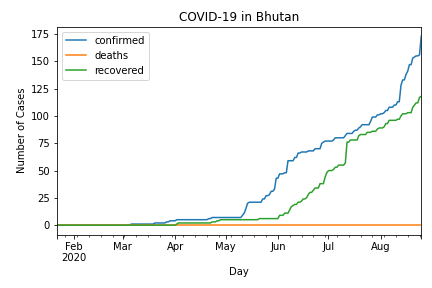 COVID-19 in Bhutan
confirmed
deaths
recovered
Number of Cases
175
150
125
100
75
50
25
0
Feb Mar Apr May Jun Jul Aug
2020
Day